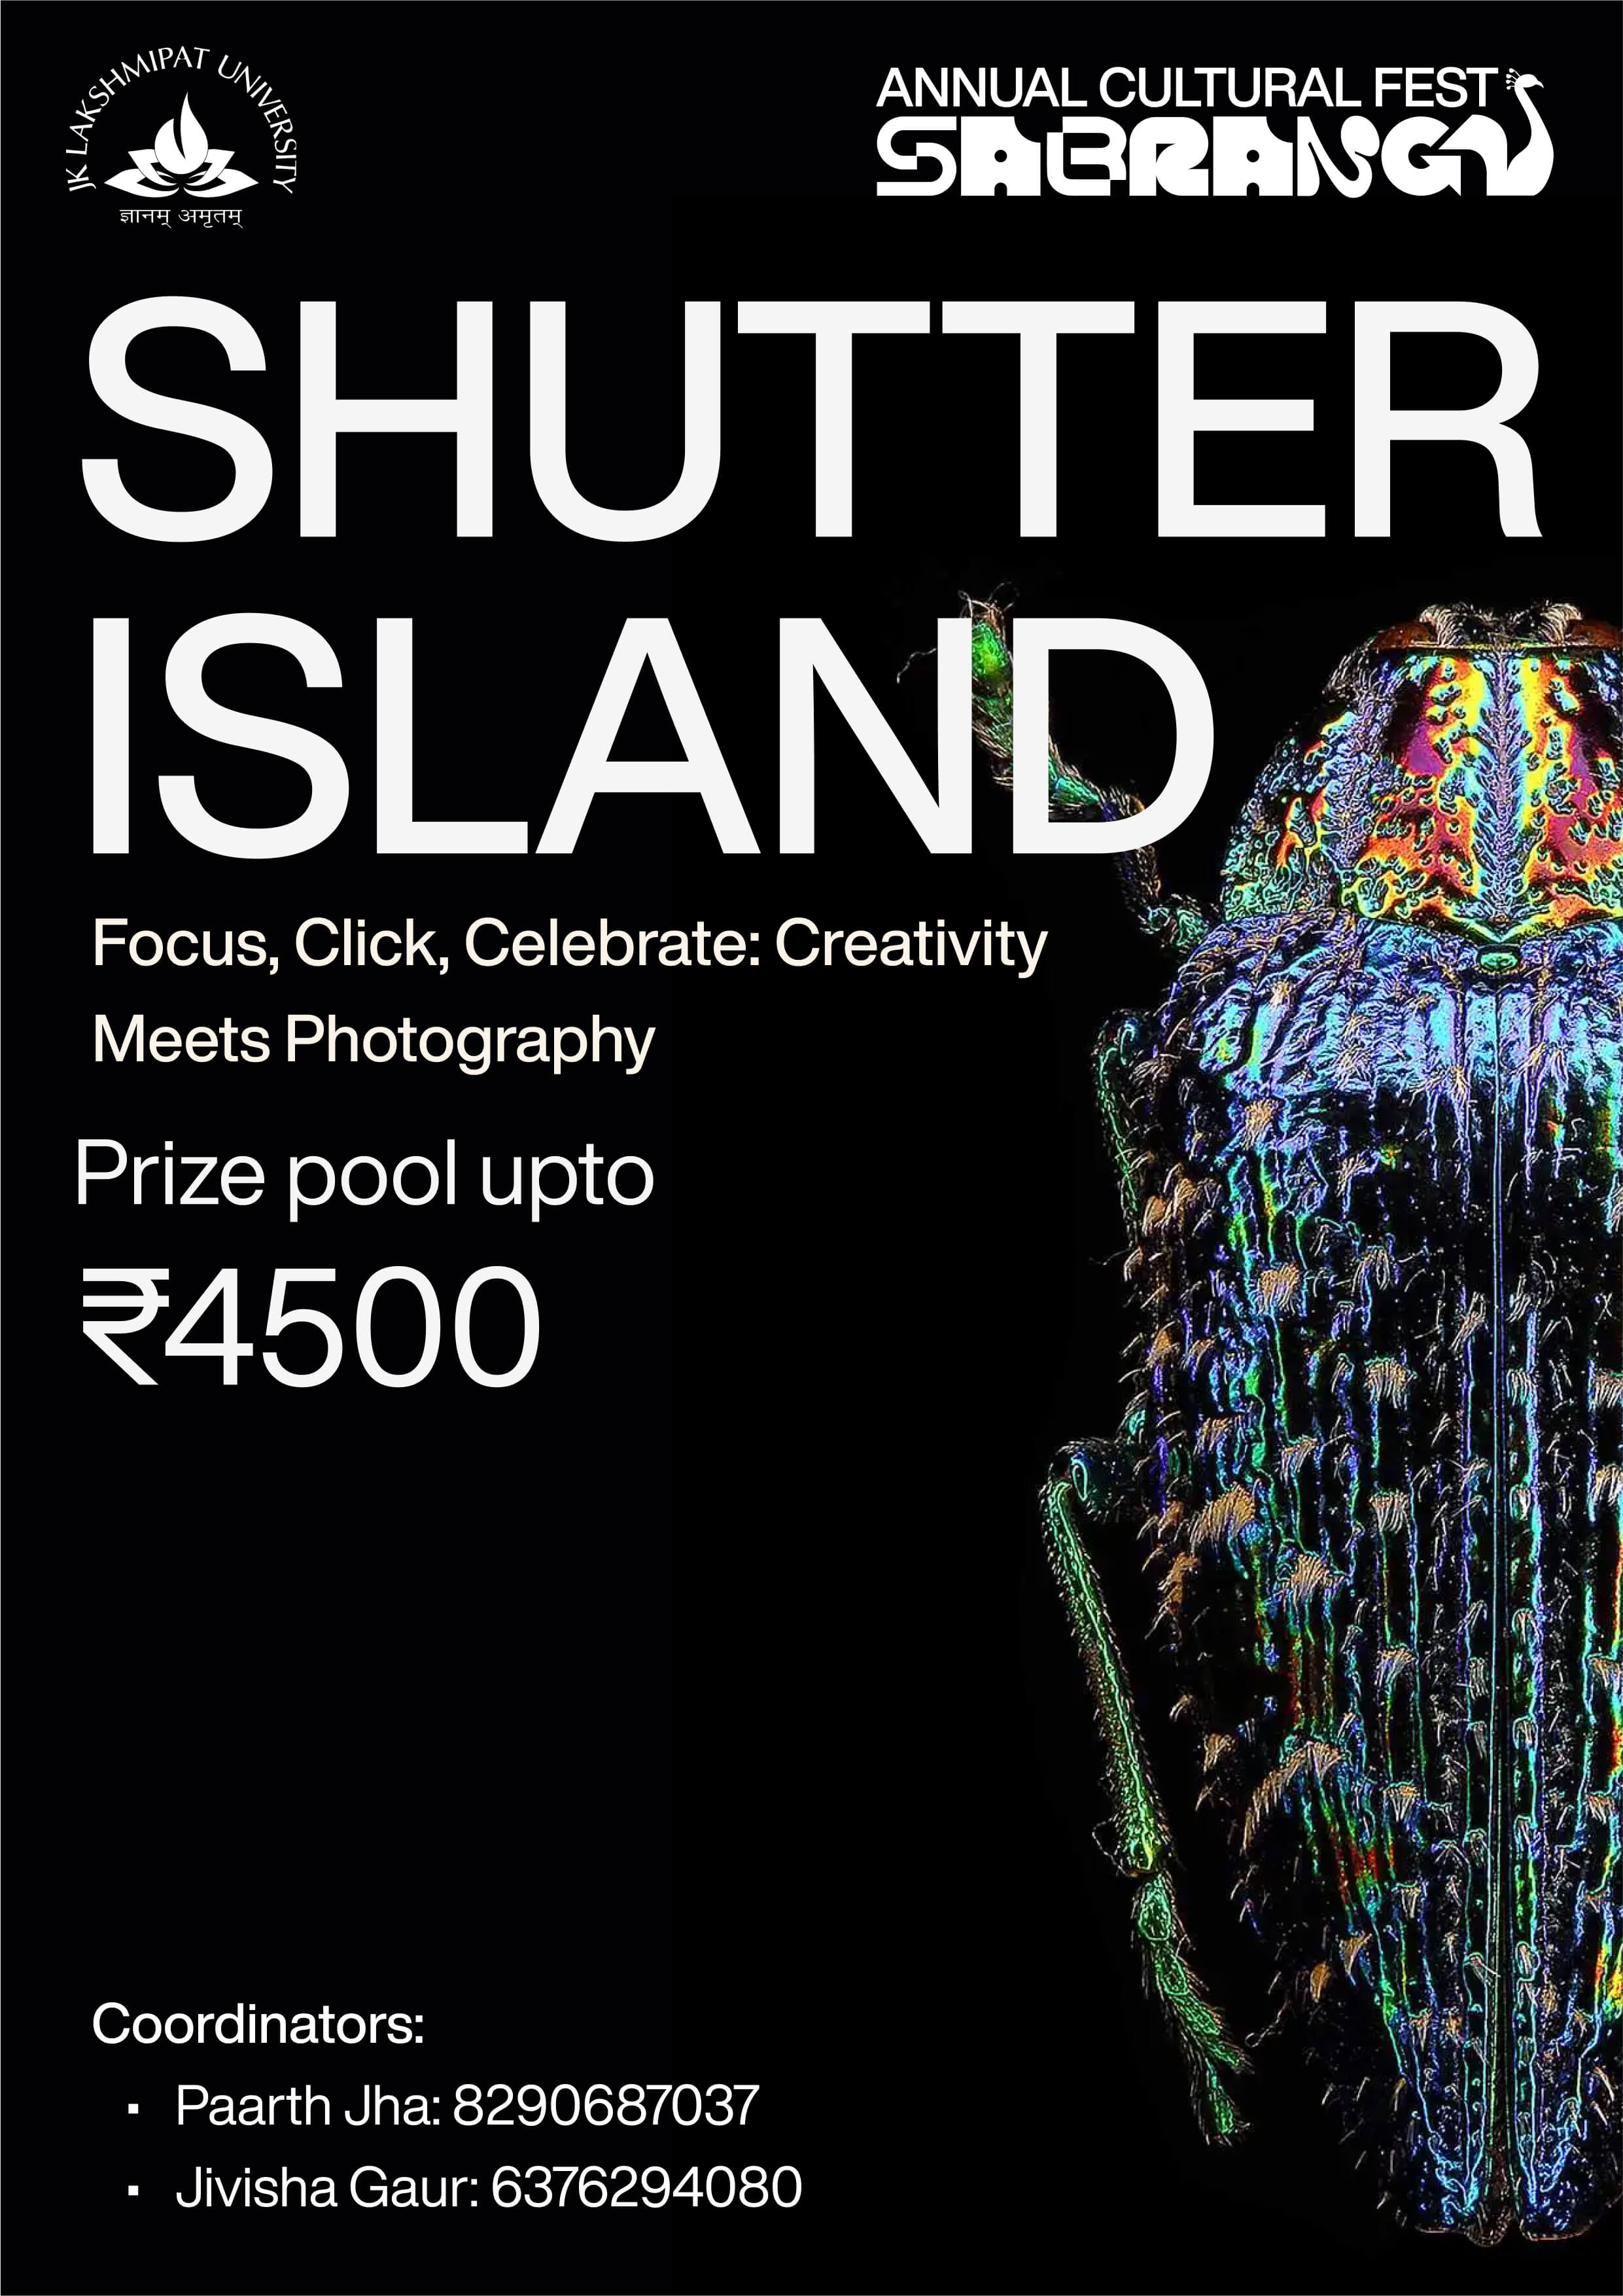 JK LAKSHMIPAT UNIVERSITY
ज्ञानम् अमृतम्
ANNUAL CULTURAL FEST
SABRANG
SHUTTER
ISLAND
Focus, Click, Celebrate: Creativity
Meets Photography
Prize pool upto
₹4500
Coordinators:
▪ Paarth Jha: 8290687037
▪ Jivisha Gaur: 6376294080